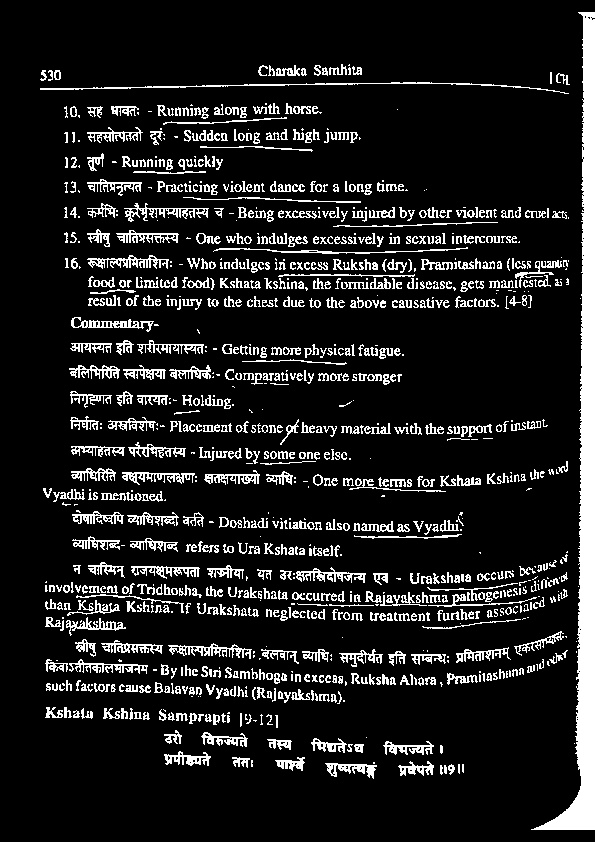 530 Charaka Samhita [ CH.
10. सह धावतः - Running along with horse.
11. सहसोत्पततो दूरं - Sudden long and high jump.
12. तूर्णं - Running quickly
13. चातिप्रनृत्यत - Practicing violent dance for a long time.
14. कर्मभिः क्रूरैर्भृशमभ्याहतस्य च - Being excessively injured by other violent and cruel acts.
15. स्त्रीषु चातिप्रसक्तस्य - One who indulges excessively in sexual intercourse.
16. रूक्षाल्पप्रमिताशिनः - Who indulges in excess Ruksha (dry), Pramitashana (less quantity
food or limited food) Kshata kshina, the formidable disease, gets manifested, as a
result of the injury to the chest due to the above causative factors. [4-8]
Commentary-
आयस्यत इति शरीरमायास्यतः - Getting more physical fatigue.
बलिभिरिति स्वापेक्षया बलाधिकैः- Comparatively more stronger
निगृह्णत इति वारयतः- Holding.
निर्घातः अस्त्रविशेषः- Placement of stone of heavy material with the support of instant.
अभ्याहतस्य परैरभिहतस्य - Injured by some one else.
व्याधिरिति वक्ष्यमाणलक्षणः क्षतक्षयाख्यो व्याधिः - One more terms for Kshata Kshina the word
Vyadhi is mentioned.
दोषादिष्वपि व्याधिशब्दो वर्तते - Doshadi vitiation also named as Vyadhi
व्याधिशब्द- व्याधिशब्द refers to Ura Kshata itself.
न चास्मिन् राजयक्ष्मरूपता शङ्कनीया, यत उरःक्षतस्त्रिदोषजन्य एव - Urakshata occurs because of
involvement of Tridhosha, the Urakshata occurred in Rajayakshma pathogenesis different
than Kshata Kshina. If Urakshata neglected from treatment further associated with
Rajayakshma.
स्त्रीषु चातिप्रसक्तस्य रूक्षाल्पप्रमिताशिनः बलवान् व्याधिः समुदीर्यत इति सम्बन्धः प्रमिताशनम्
- By the Stri Sambhoga in excess, Ruksha Ahara , Pramitashana and other
such factors cause Balavan Vyadhi (Rajayakshma).
Kshata Kshina Samprapti [9-12]
उरो विरुज्यते तस्य भिद्यतेऽथ विभज्यते ।
प्रपीड्यते ततः पार्श्वे शुष्यत्यङ्गं प्रवेपते ॥9॥